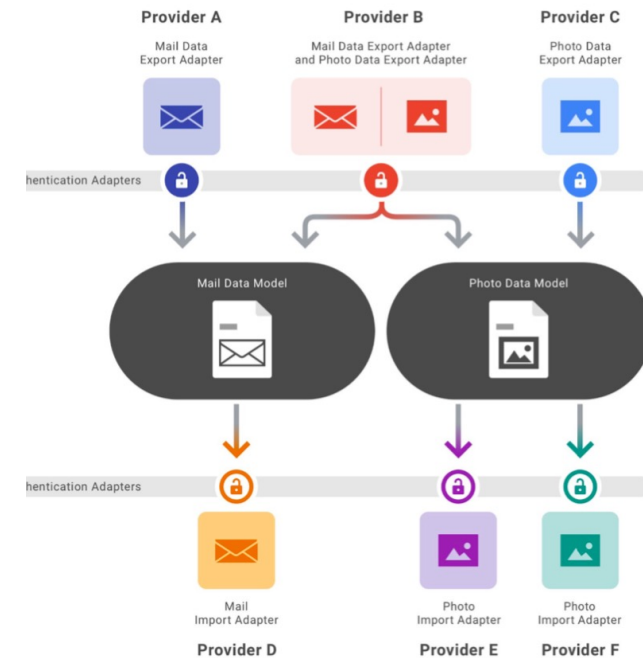 Provider A
Provider B
Provider C
Mail Data
Export Adapter
Mail Data Export Adapter
and Photo Data Export Adapter
Photo Data
Export Adapter
hentication Adapters
Mail Data Model
Photo Data Model
hentication Adapters
Mail
Import Adapter
Photo
Import Adapter
Photo
Import Adapter
Provider D
Provider E
Provider F